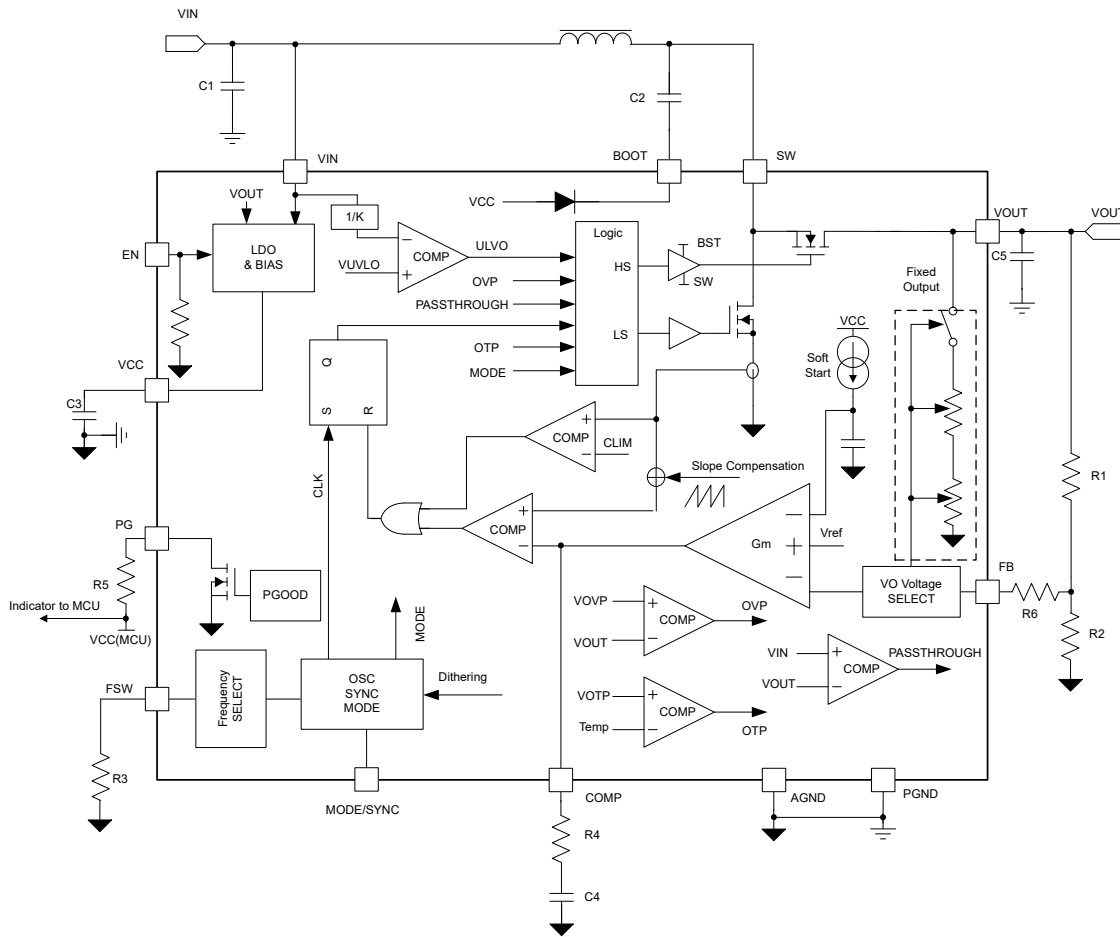 VIN
C1
C2
VIN
BOOT
SW
VOUT
VOUT
VCC
1/K
Logic
VOUT
C5
EN
LDO
& BIAS
COMP
ULVO
VUVLO
HS
BST
SW
Fixed
Output
OVP
PASSTHROUGH
LS
VCC
Soft
Start
OTP
MODE
VCC
Q
S
R
C3
COMP
CLIM
Slope Compensation
R1
CLK
COMP
Gm
Vref
PG
R5
PGOOD
Indicator to MCU
VCC(MCU)
VO Voltage
SELECT
FB
R6
R2
MODE
VOVP
VOUT
COMP
OVP
VIN
VOUT
COMP
PASSTHROUGH
FSW
Frequency
SELECT
OSC
SYNC
MODE
Dithering
VOTP
Temp
COMP
OTP
R3
MODE/SYNC
COMP
AGND
PGND
R4
C4